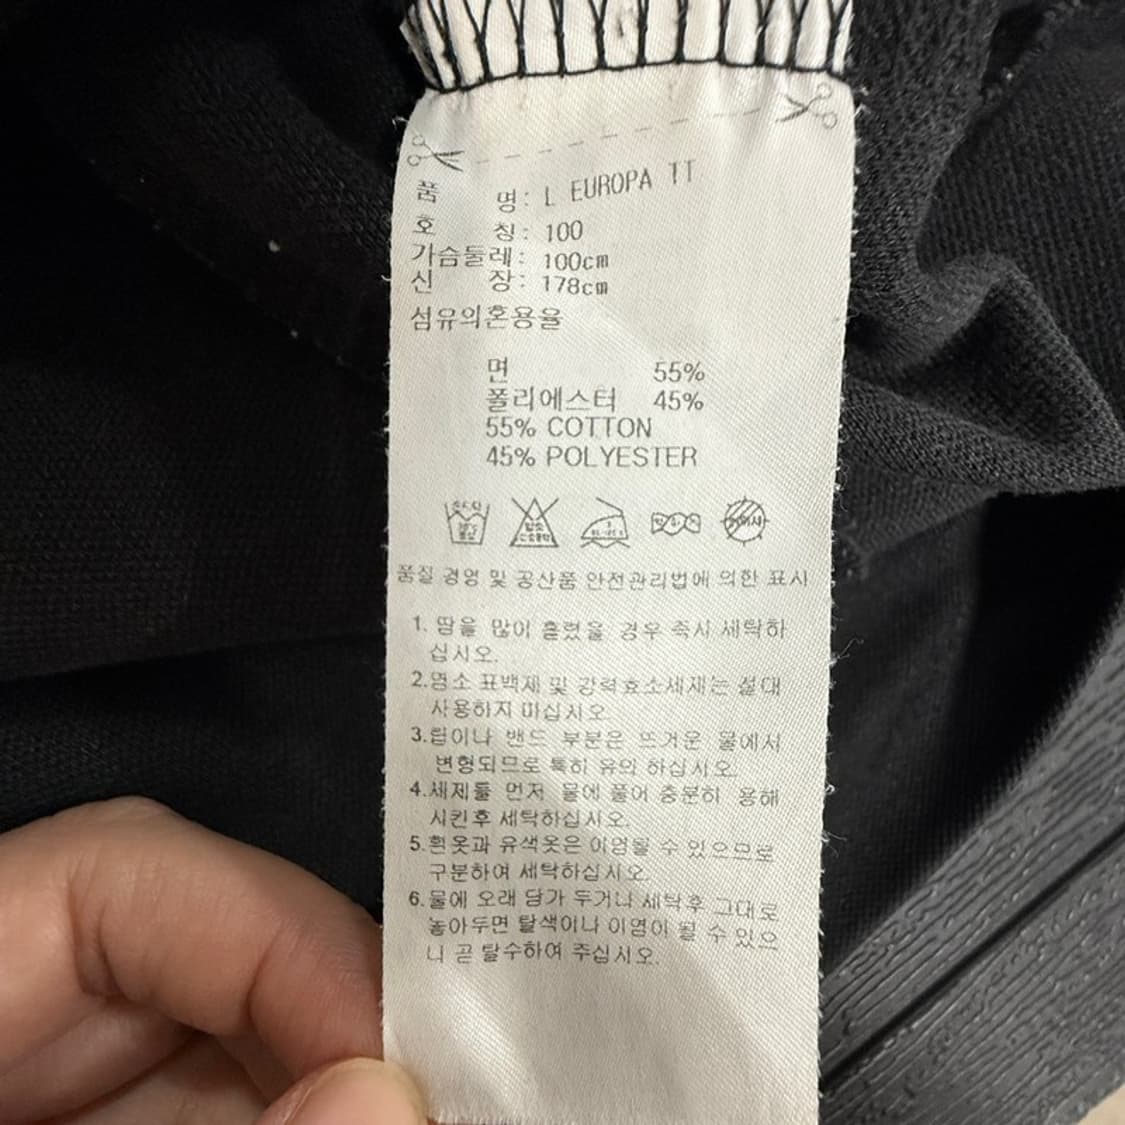 품 명: L EUROPA TT
호 칭: 100
가슴둘레: 100cm
신 장: 178cm
섬유의혼용율
면 55%
폴리에스터 45%
55% COTTON
45% POLYESTER
품질 경영 및 공산품 안전관리법에 의한 표시
1. 땀을 많이 흘렸을 경우 즉시 세탁하
십시오.
2.염소 표백제 및 강력효소세제는 절대
사용하지 마십시오.
3.립이나 밴드 부분은 뜨거운 물에서
변형되므로 특히 유의 하십시오.
4.세제를 먼저 물에 풀어 충분히 용해
시킨후 세탁하십시오.
5.흰옷과 유색옷은 이염될 수 있으므로
구분하여 세탁하십시오.
6.물에 오래 담가 두거나 세탁후 그대로
놓아두면 탈색이나 이염이 될 수 있으
니 곧 탈수하여 주십시오.